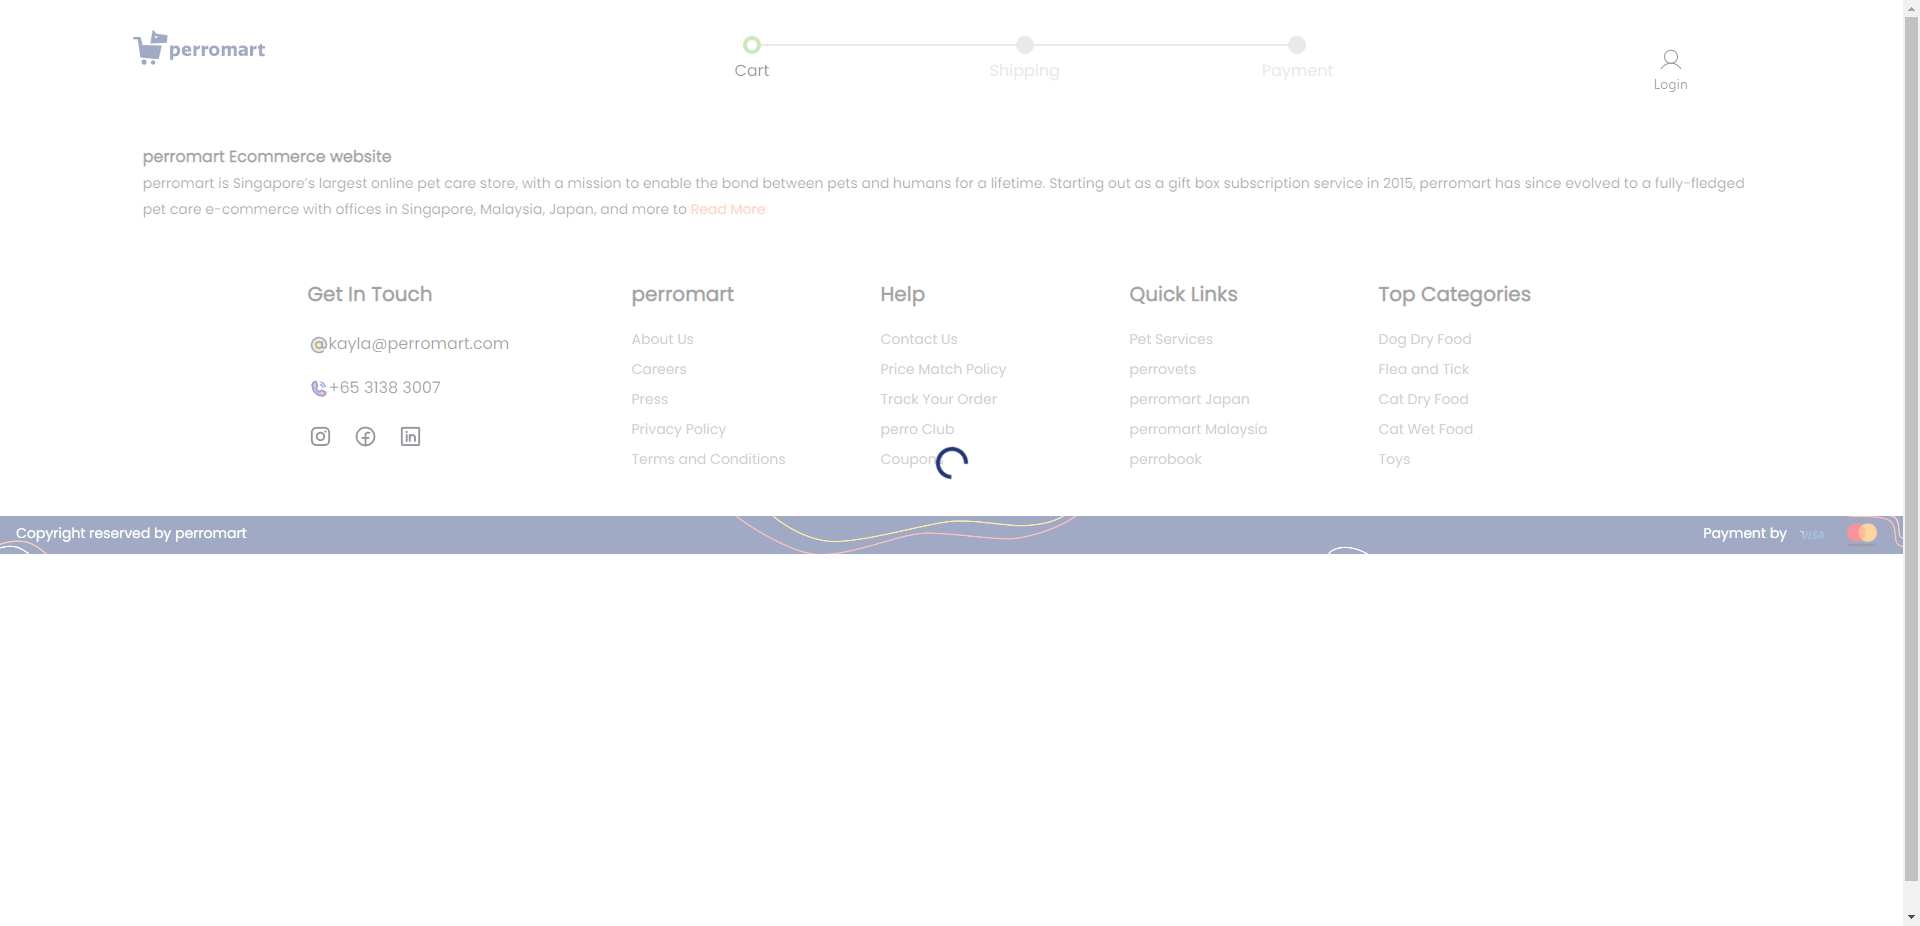 perromart
Cart
Shipping
Payment
Login
perromart Ecommerce website
perromart is Singapore's largest online pet care store, with a mission to enable the bond between pets and humans for a lifetime. Starting out as a gift box subscription service in 2015, perromart has since evolved to a fully-fledged
pet care e-commerce with offices in Singapore, Malaysia, Japan, and more to Read More
Get In Touch
@kayla@perromart.com
+65 3138 3007
perromart
About Us
Careers
Press
Privacy Policy
Terms and Conditions
Help
Contact Us
Price Match Policy
Track Your Order
perro Club
Coupons
Quick Links
Pet Services
perrovets
perromart Japan
perromart Malaysia
perrobook
Top Categories
Dog Dry Food
Flea and Tick
Cat Dry Food
Cat Wet Food
Toys
Copyright reserved by perromart
Payment by VISA